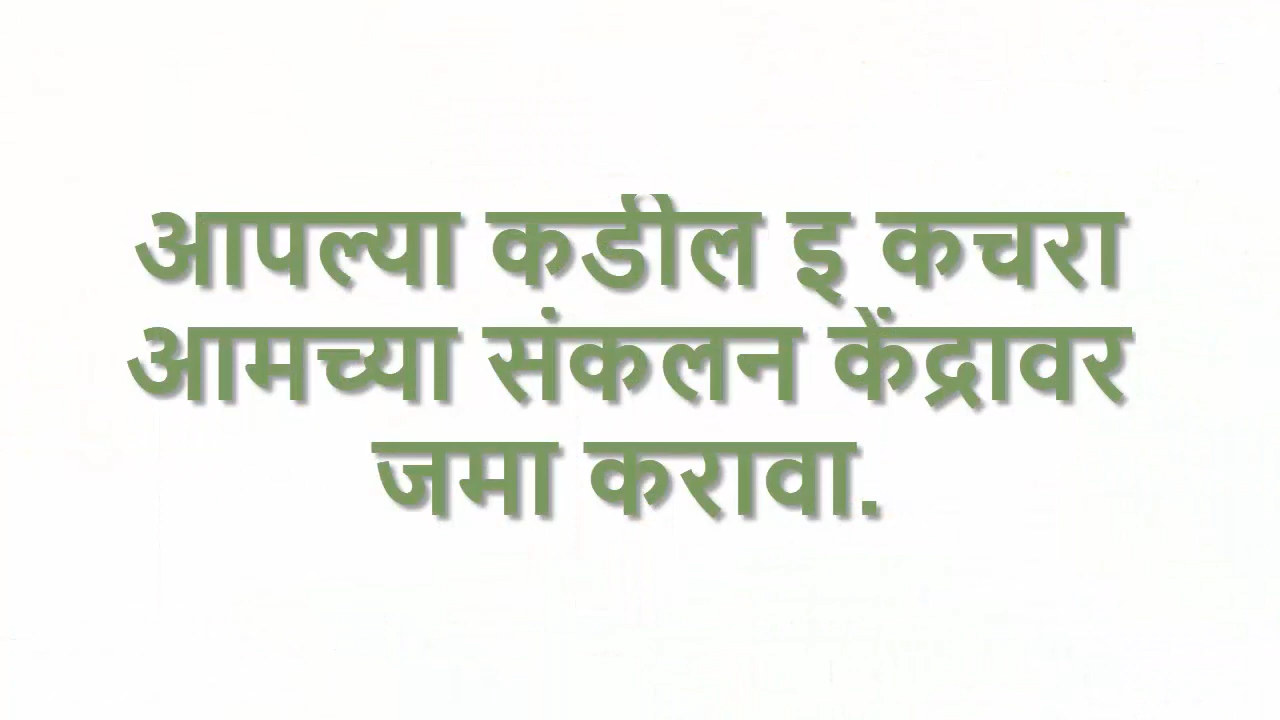 आपल्या कडील इ कचरा
आमच्या संकलन केंद्रावर
जमा करावा.